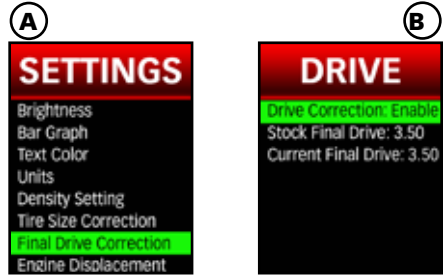 A
SETTINGS
Brightness
Bar Graph
Text Color
Units
Density Setting
Tire Size Correction
Final Drive Correction
Engine Displacement
B
DRIVE
Drive Correction: Enable
Stock Final Drive: 3.50
Current Final Drive: 3.50